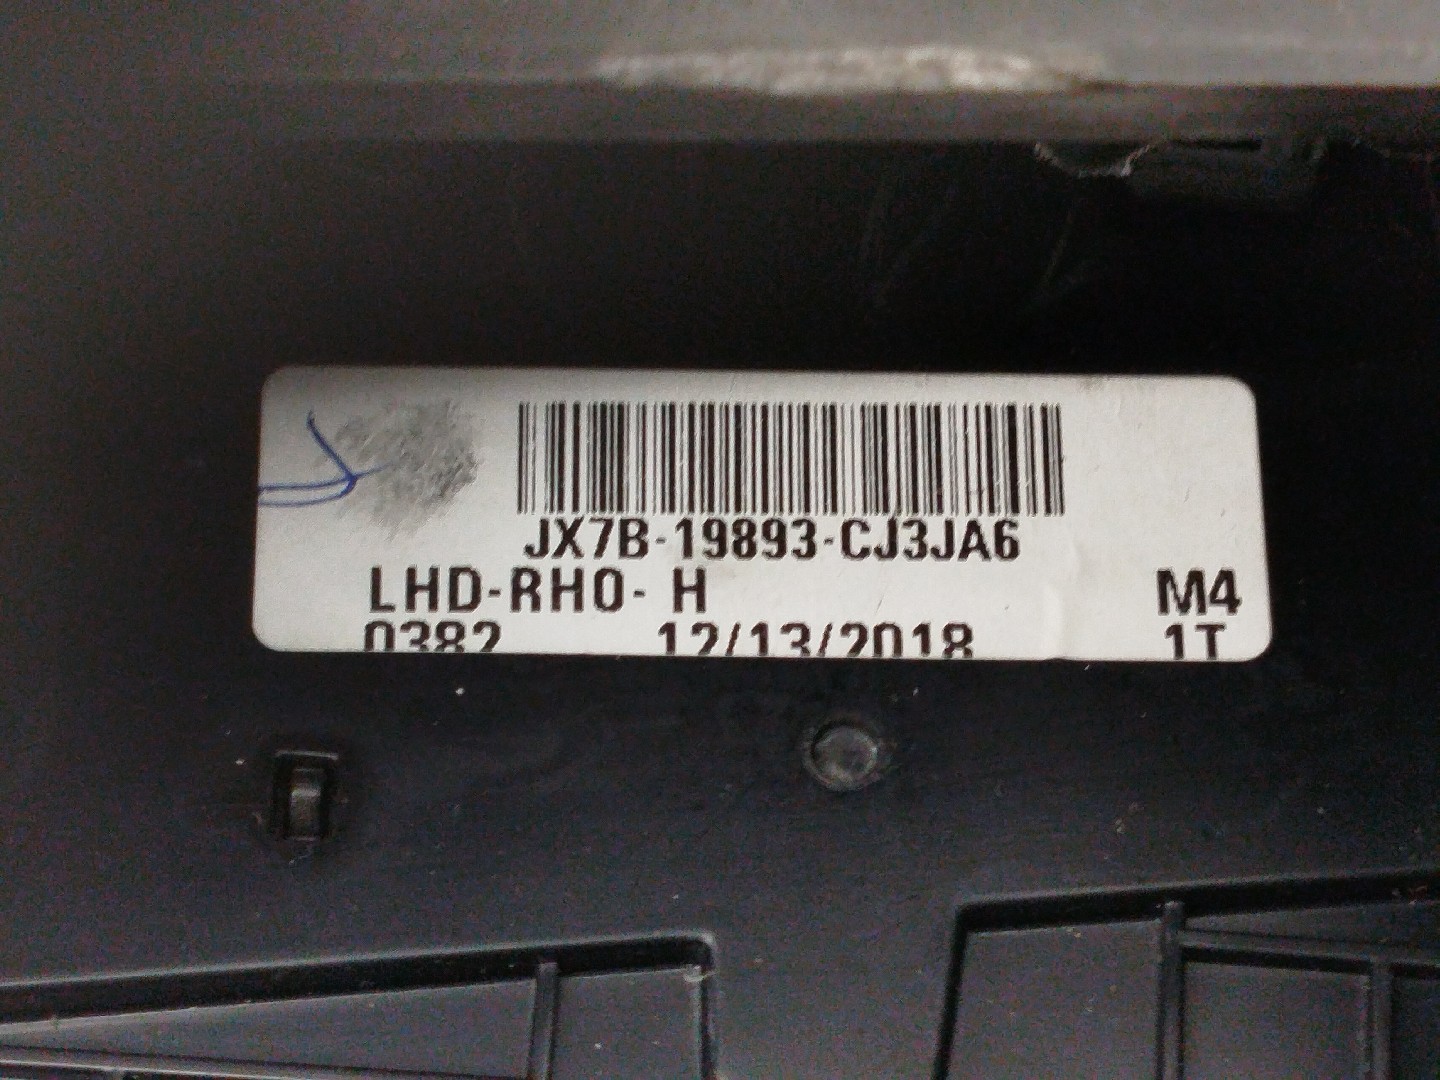 JX7B-19893-CJ3JA6
LHD-RHO- H M4
0382 12/13/2018 1T